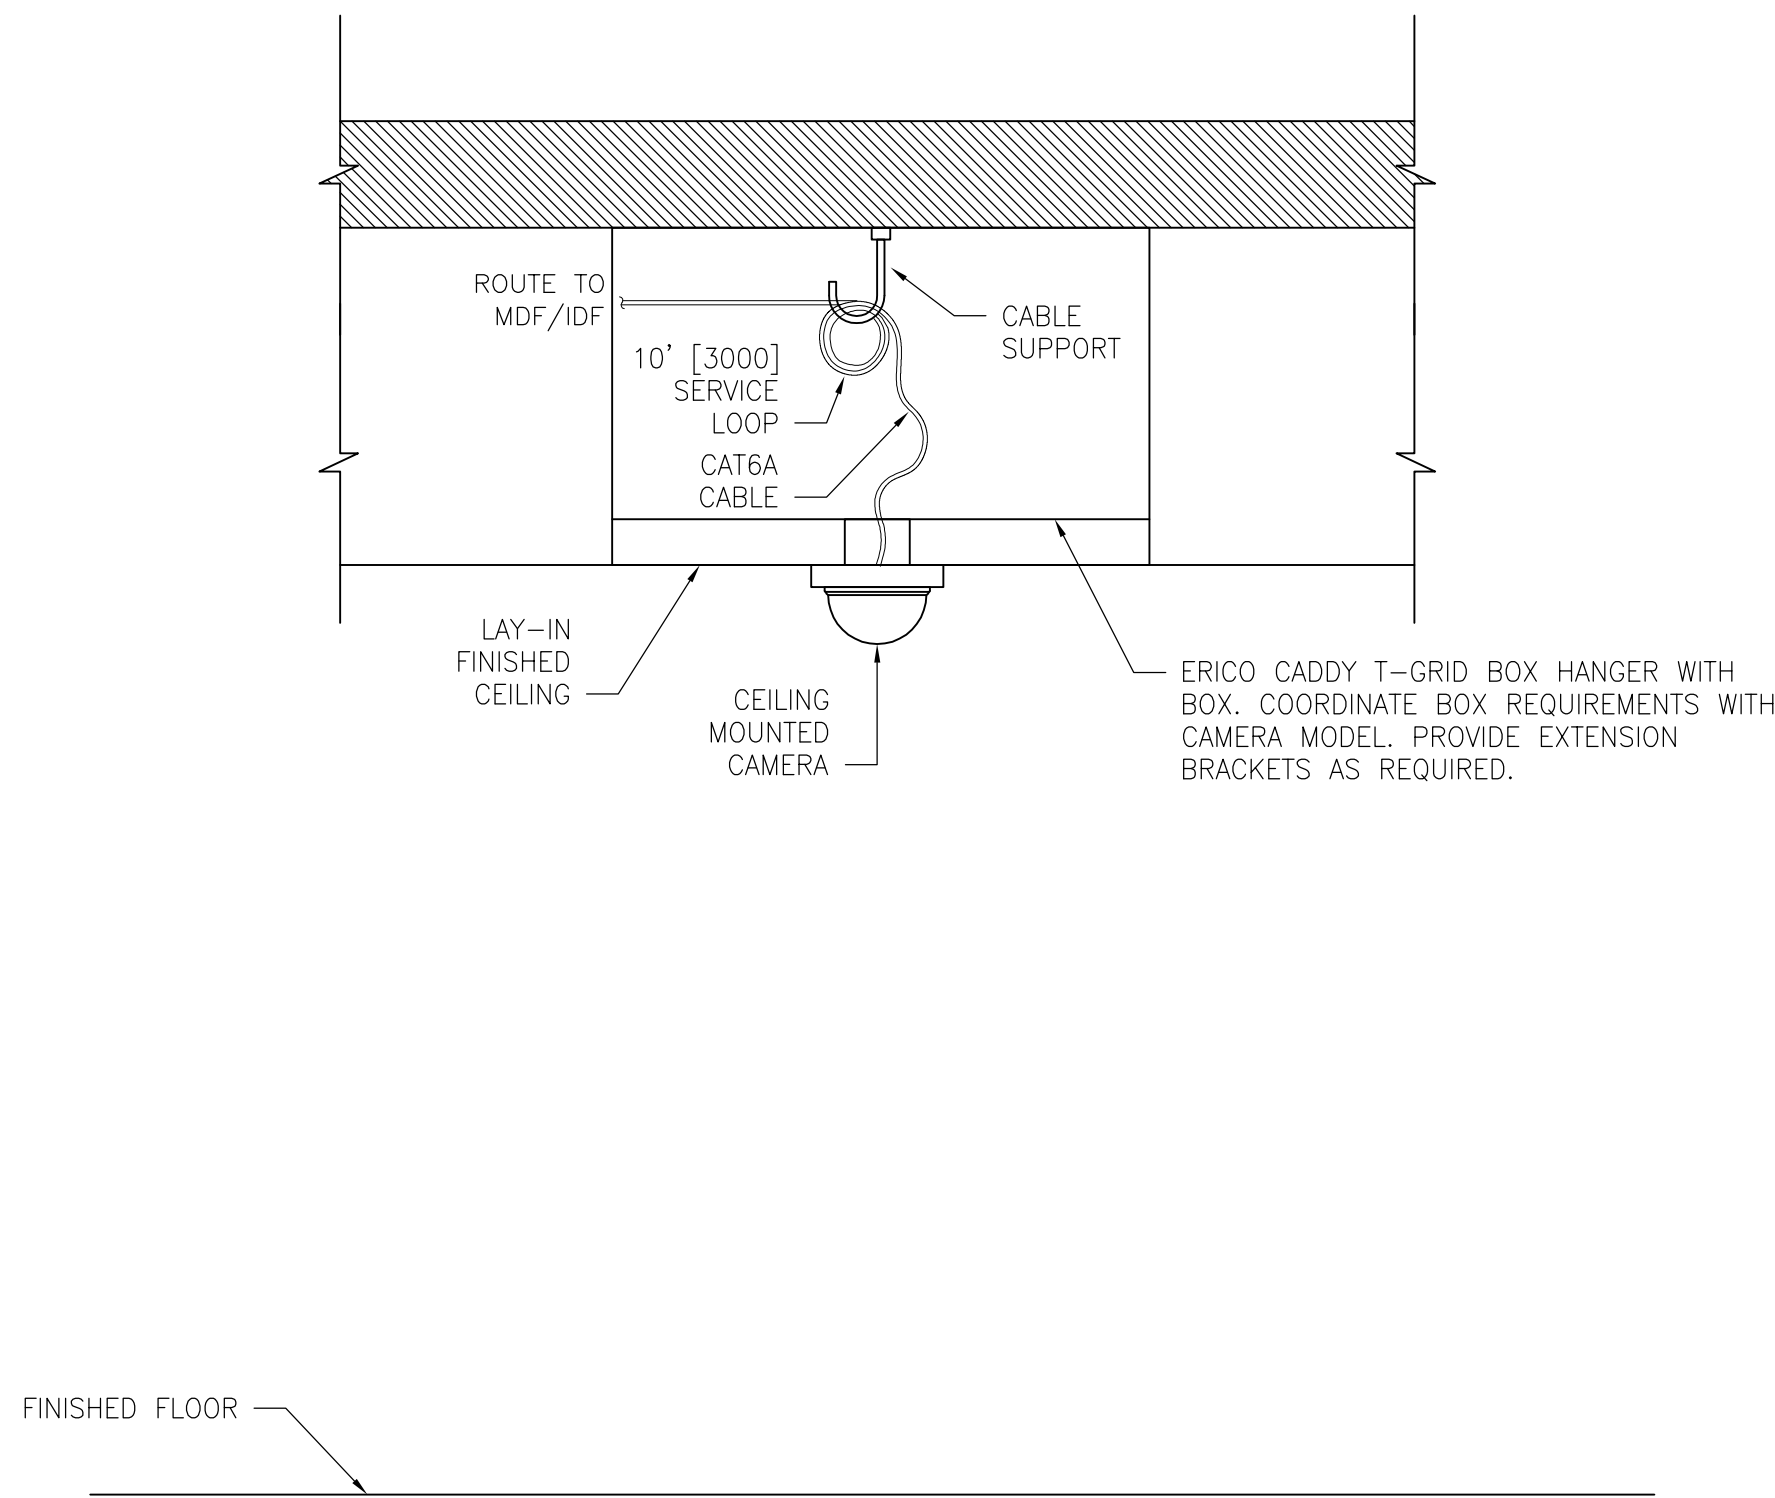 ROUTE TO
MDF/IDF
CABLE
SUPPORT
10' [3000]
SERVICE
LOOP
CAT6A
CABLE
LAY-IN
FINISHED
CEILING
CEILING
MOUNTED
CAMERA
ERICO CADDY T-GRID BOX HANGER WITH
BOX. COORDINATE BOX REQUIREMENTS WITH
CAMERA MODEL. PROVIDE EXTENSION
BRACKETS AS REQUIRED.
FINISHED FLOOR